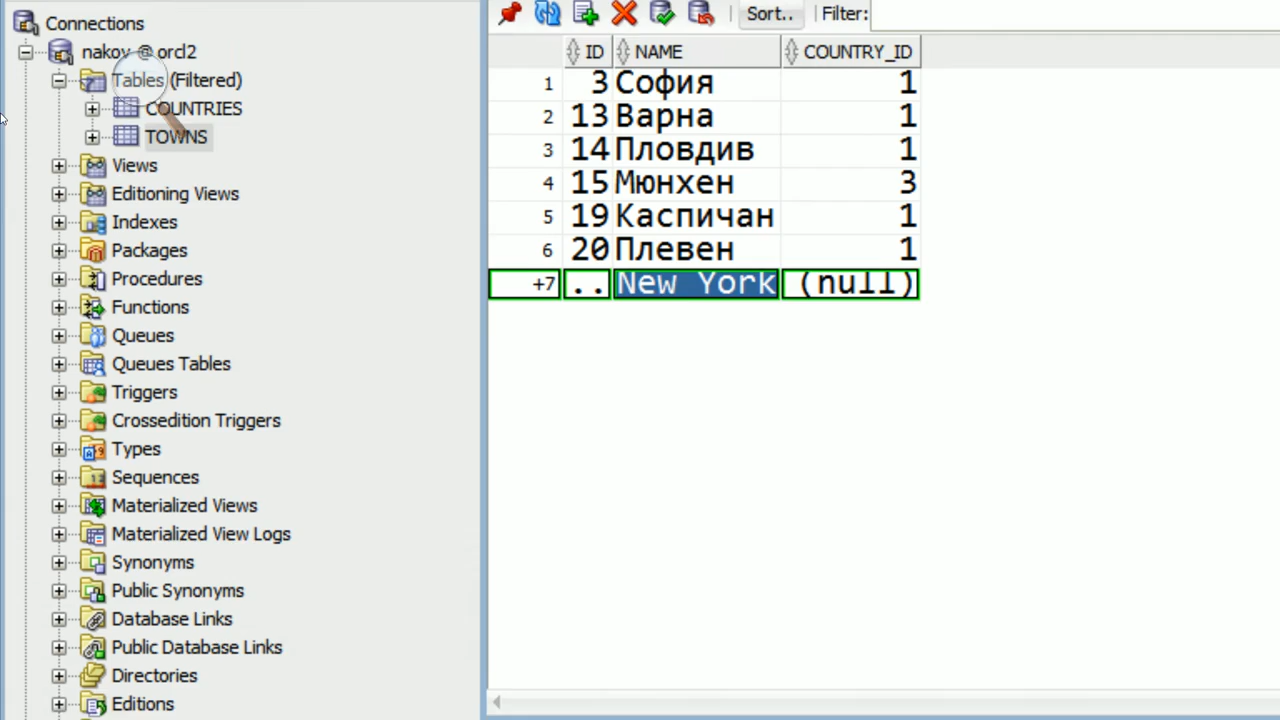 Connections
nakov @ orcl2
Tables (Filtered)
COUNTRIES
TOWNS
Views
Editioning Views
Indexes
Packages
Procedures
Functions
Queues
Queues Tables
Triggers
Crossedition Triggers
Types
Sequences
Materialized Views
Materialized View Logs
Synonyms
Public Synonyms
Database Links
Public Database Links
Directories
Editions
Sort.. Filter:
ID NAME COUNTRY_ID
1 3 София 1
2 13 Варна 1
3 14 Пловдив 1
4 15 Мюнхен 3
5 19 Каспичан 1
6 20 Плевен 1
+7 .. New York (null)